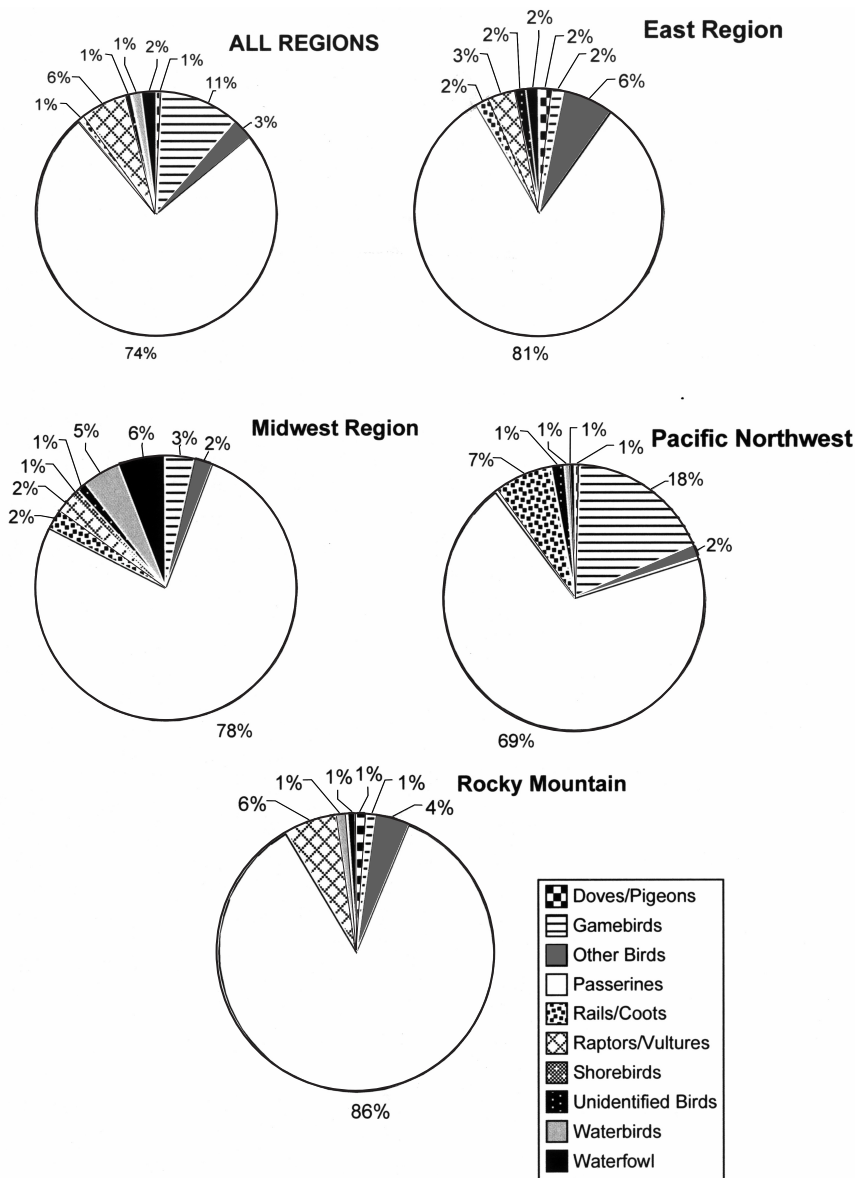 ALL REGIONS
1%
1%
2%
1%
6%
1%
11%
3%
74%
East Region
2%
2%
2%
3%
2%
2%
6%
81%
Midwest Region
5%
6%
3%
2%
1%
1%
2%
2%
78%
Pacific Northwest
1%
1%
1%
1%
7%
18%
2%
69%
Rocky Mountain
1%
1%
1%
1%
6%
4%
86%
Doves/Pigeons
Gamebirds
Other Birds
Passerines
Rails/Coots
Raptors/Vultures
Shorebirds
Unidentified Birds
Waterbirds
Waterfowl